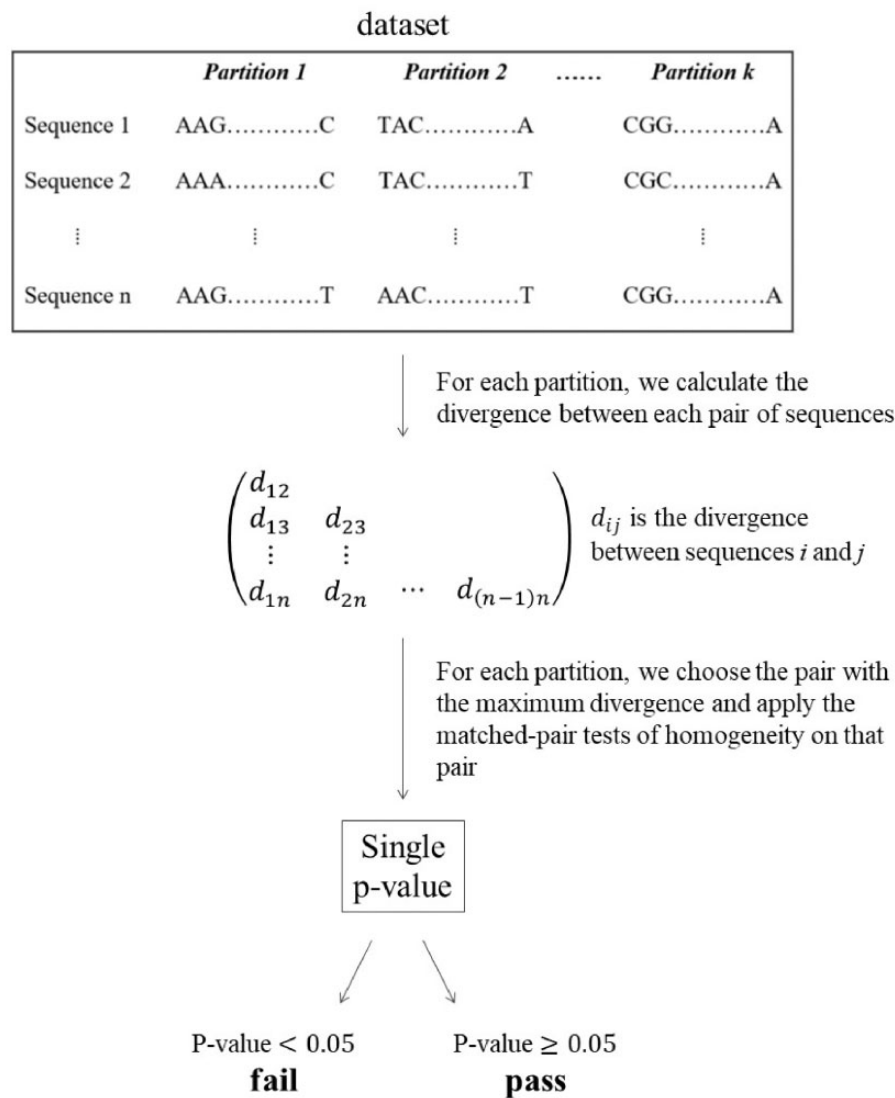 dataset
Partition 1 Partition 2 …… Partition k
Sequence 1 AAG…………C TAC…………A CGG…………A
Sequence 2 AAA…………C TAC…………T CGC…………A
⋮ ⋮ ⋮ ⋮
Sequence n AAG…………T AAC…………T CGG…………A
For each partition, we calculate the
divergence between each pair of sequences
d₁₂
d₁₃ d₂₃
⋮ ⋮
d₁ₙ d₂ₙ ⋯ d₍ₙ₋₁₎ₙ
dᵢⱼ is the divergence
between sequences i and j
For each partition, we choose the pair with
the maximum divergence and apply the
matched-pair tests of homogeneity on that
pair
Single
p-value
P-value < 0.05 P-value ≥ 0.05
fail pass